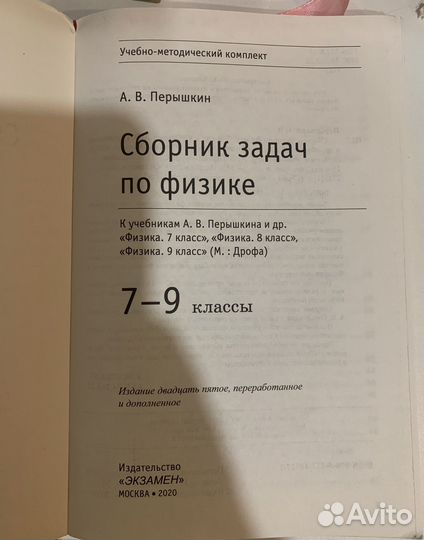 Учебно-методический комплект
А. В. Перышкин
Сборник задач
по физике
К учебникам А. В. Перышкина и др.
«Физика. 7 класс», «Физика. 8 класс»,
«Физика. 9 класс» (М. : Дрофа)
7–9 классы
Издание двадцать пятое, переработанное
и дополненное
Издательство
«ЭКЗАМЕН»
МОСКВА • 2020
Avito